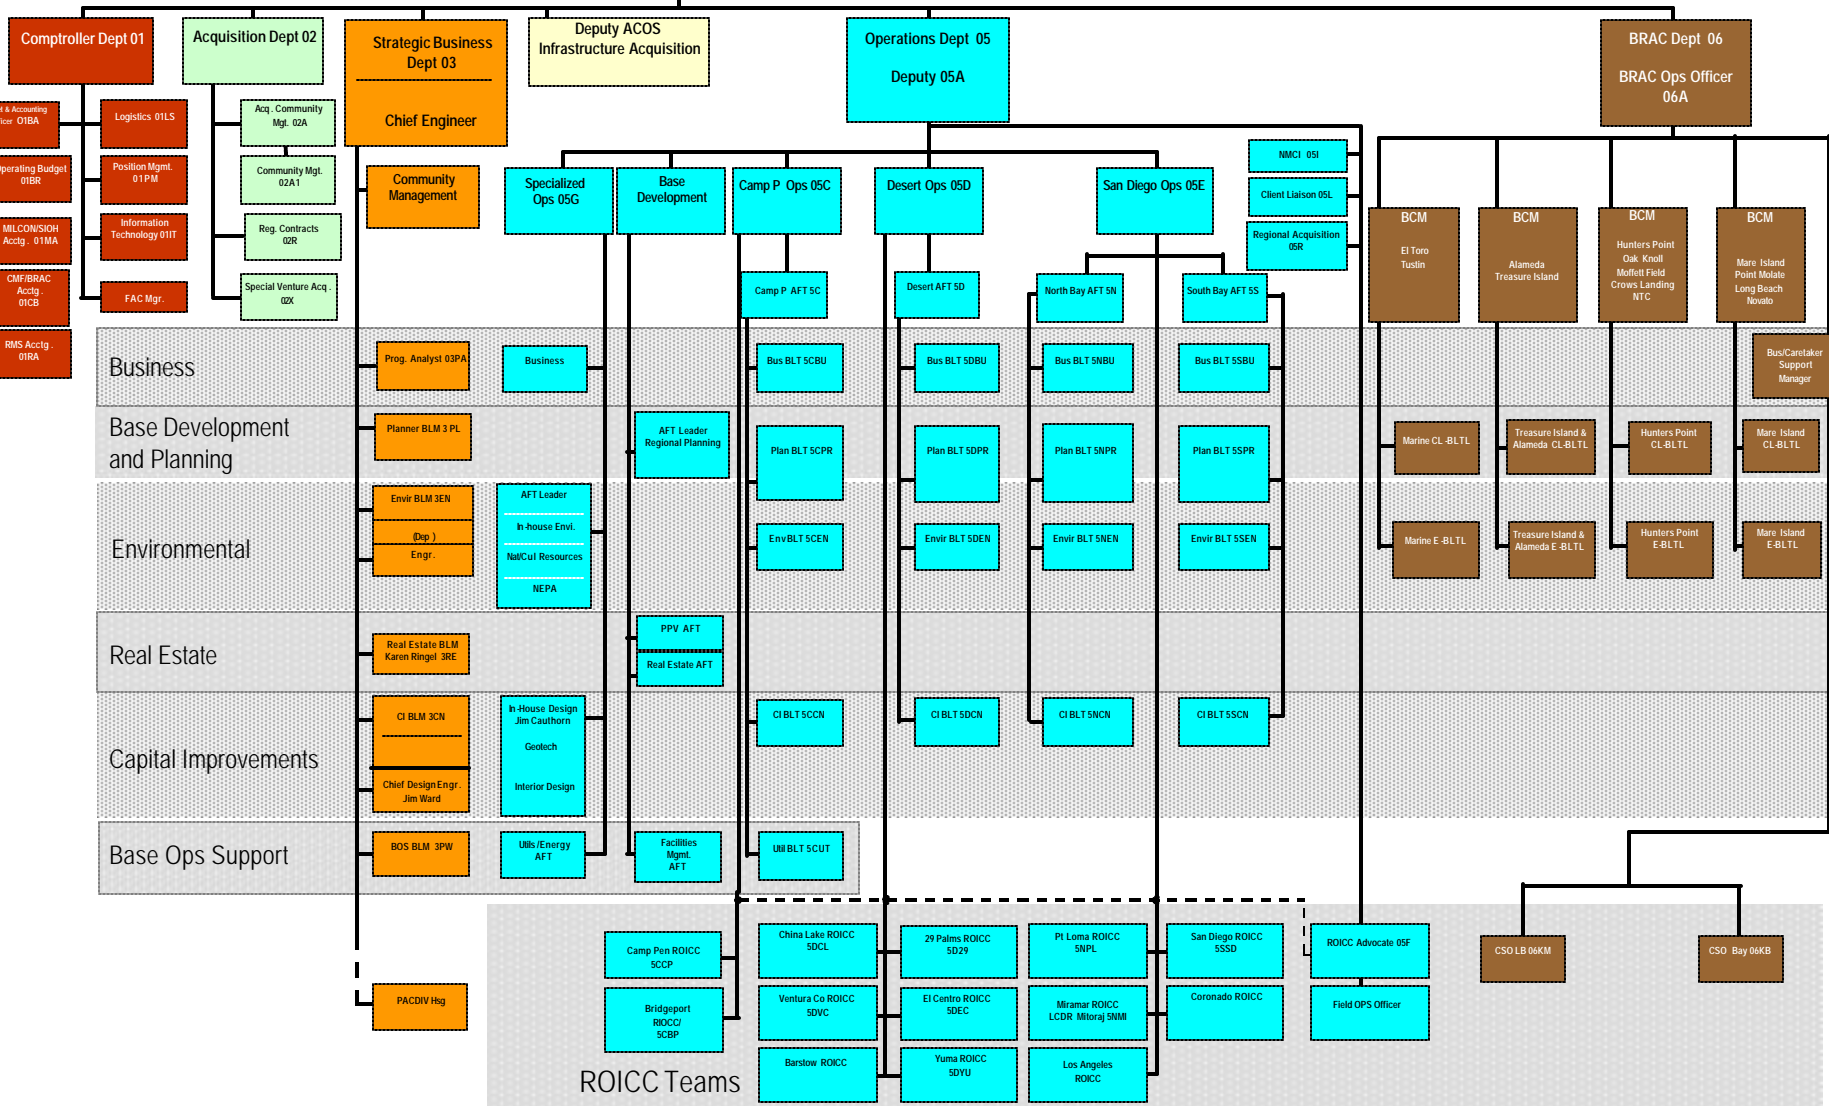 Comptroller Dept 01
Acquisition Dept 02
Strategic Business
Dept 03
Chief Engineer
Deputy ACOS
Infrastructure Acquisition
Operations Dept 05
Deputy 05A
BRAC Dept 06
BRAC Ops Officer
06A
& Accounting
O1BA
Logistics 01LS
Operating Budget
01BR
Position Mgmt.
01PM
MILCON/SIOH
Acctg. 01MA
Information
Technology 01IT
CMF/BRAC
Acctg.
01CB
FAC Mgr.
RMS Acctg.
01RA
Acq. Community
Mgt. 02A
Community Mgt.
02A1
Reg. Contracts
02R
Special Venture Acq.
02X
Community
Management
Specialized
Ops 05G
Base
Development
Camp P Ops 05C
Desert Ops 05D
San Diego Ops 05E
NMCI 05I
Client Liaison 05L
Regional Acquisition
05R
Camp P AFT 5C
Desert AFT 5D
North Bay AFT 5N
South Bay AFT 5S
BCM
El Toro
Tustin
BCM
Alameda
Treasure Island
BCM
Hunters Point
Oak Knoll
Moffett Field
Crows Landing
NTC
BCM
Mare Island
Point Molate
Long Beach
Novato
Business
Prog. Analyst 03PA
Business
Bus BLT 5CBU
Bus BLT 5DBU
Bus BLT 5NBU
Bus BLT 5SBU
Bus/Caretaker
Support
Manager
Base Development
and Planning
Planner BLM 3 PL
AFT Leader
Regional Planning
Plan BLT 5CPR
Plan BLT 5DPR
Plan BLT 5NPR
Plan BLT 5SPR
Marine CL-BLTL
Treasure Island &
Alameda CL-BLTL
Hunters Point
CL-BLTL
Mare Island
CL-BLTL
Environmental
Envir BLM 3EN
(Dep )
Engr.
AFT Leader
In-house Envi.
Nat/Cul Resources
NEPA
Env BLT 5CEN
Envir BLT 5DEN
Envir BLT 5NEN
Envir BLT 5SEN
Marine E-BLTL
Treasure Island &
Alameda E-BLTL
Hunters Point
E-BLTL
Mare Island
E-BLTL
Real Estate
Real Estate BLM
Karen Ringel 3RE
PPV AFT
Real Estate AFT
Capital Improvements
CI BLM 3CN
Chief Design Engr.
Jim Ward
In-House Design
Jim Cauthorn
Geotech
Interior Design
CI BLT 5CCN
CI BLT 5DCN
CI BLT 5NCN
CI BLT 5SCN
Base Ops Support
BOS BLM 3PW
Utils/Energy
AFT
Facilities
Mgmt.
AFT
Util BLT 5CUT
PACDIV Hsg
Camp Pen ROICC
5CCP
China Lake ROICC
5DCL
29 Palms ROICC
5D29
Pt Loma ROICC
5NPL
San Diego ROICC
5SSD
ROICC Advocate 05F
CSO LB 06KM
CSO Bay 06KB
Bridgeport
RIOCC/
5CBP
Ventura Co ROICC
5DVC
El Centro ROICC
5DEC
Miramar ROICC
LCDR Mitoraj 5NMI
Coronado ROICC
Field OPS Officer
Barstow ROICC
Yuma ROICC
5DYU
Los Angeles
ROICC
ROICC Teams